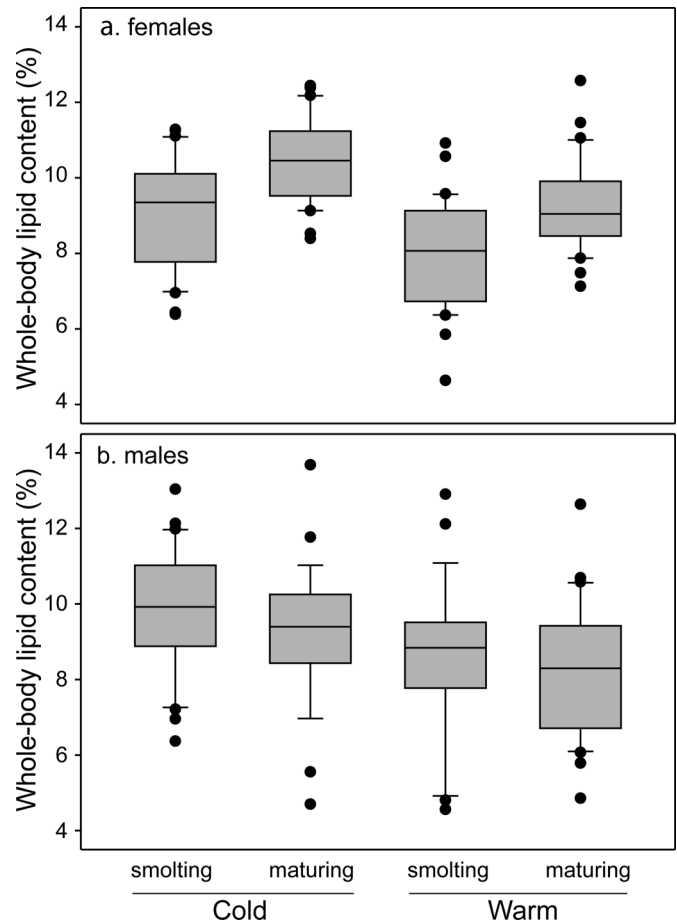 a. females
Whole-body lipid content (%)
14
12
10
8
6
4
b. males
Whole-body lipid content (%)
14
12
10
8
6
4
smolting maturing smolting maturing
Cold Warm